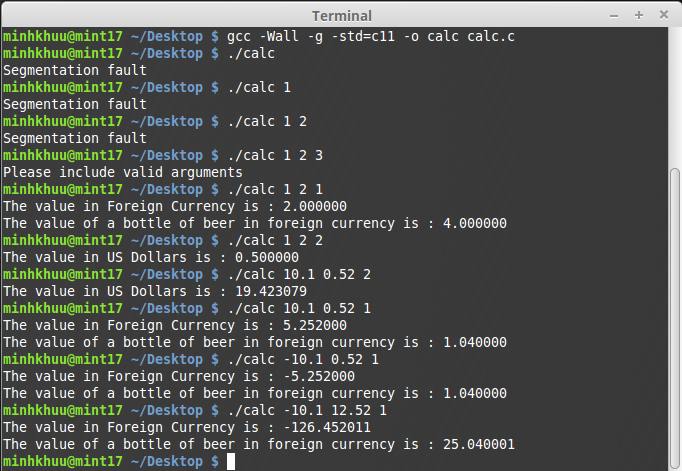 Terminal
minhkhuu@mint17 ~/Desktop $ gcc -Wall -g -std=c11 -o calc calc.c
minhkhuu@mint17 ~/Desktop $ ./calc
Segmentation fault
minhkhuu@mint17 ~/Desktop $ ./calc 1
Segmentation fault
minhkhuu@mint17 ~/Desktop $ ./calc 1 2
Segmentation fault
minhkhuu@mint17 ~/Desktop $ ./calc 1 2 3
Please include valid arguments
minhkhuu@mint17 ~/Desktop $ ./calc 1 2 1
The value in Foreign Currency is : 2.000000
The value of a bottle of beer in foreign currency is : 4.000000
minhkhuu@mint17 ~/Desktop $ ./calc 1 2 2
The value in US Dollars is : 0.500000
minhkhuu@mint17 ~/Desktop $ ./calc 10.1 0.52 2
The value in US Dollars is : 19.423079
minhkhuu@mint17 ~/Desktop $ ./calc 10.1 0.52 1
The value in Foreign Currency is : 5.252000
The value of a bottle of beer in foreign currency is : 1.040000
minhkhuu@mint17 ~/Desktop $ ./calc -10.1 0.52 1
The value in Foreign Currency is : -5.252000
The value of a bottle of beer in foreign currency is : 1.040000
minhkhuu@mint17 ~/Desktop $ ./calc -10.1 12.52 1
The value in Foreign Currency is : -126.452011
The value of a bottle of beer in foreign currency is : 25.040001
minhkhuu@mint17 ~/Desktop $